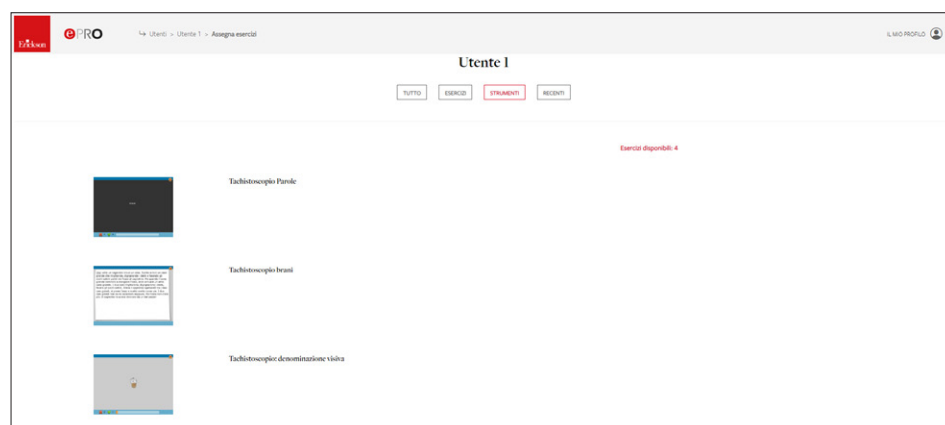 Erickson
ePRO
↳ Utenti > Utente 1 > Assegna esercizi
IL MIO PROFILO
Utente 1
TUTTO ESERCIZI STRUMENTI RECENTI
Esercizi disponibili: 4
Tachistoscopio Parole
Tachistoscopio brani
Tachistoscopio: denominazione visiva